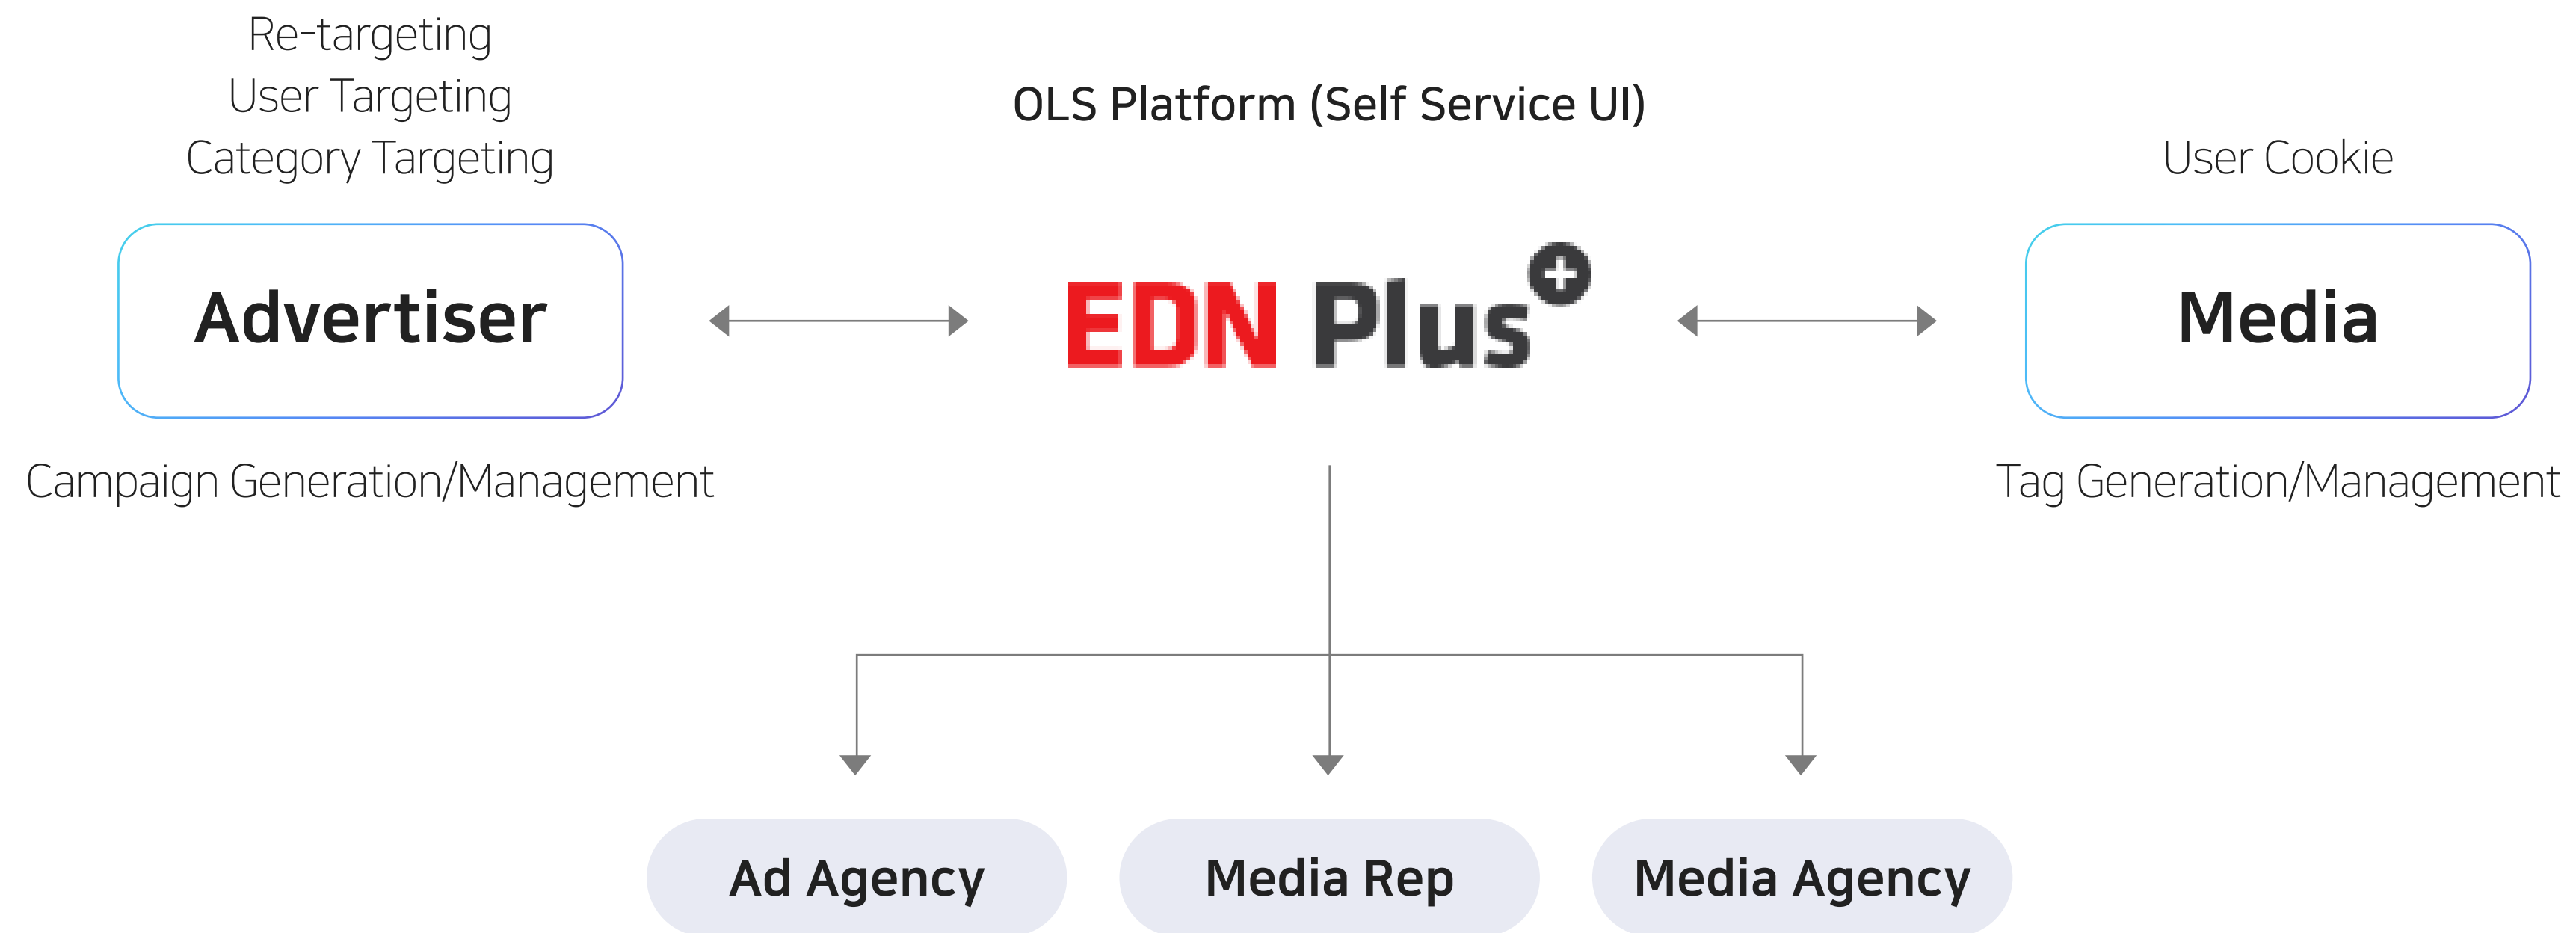 Re-targeting
User Targeting
Category Targeting
OLS Platform (Self Service UI)
User Cookie
Advertiser
EDN Plus+
Media
Campaign Generation/Management
Tag Generation/Management
Ad Agency
Media Rep
Media Agency